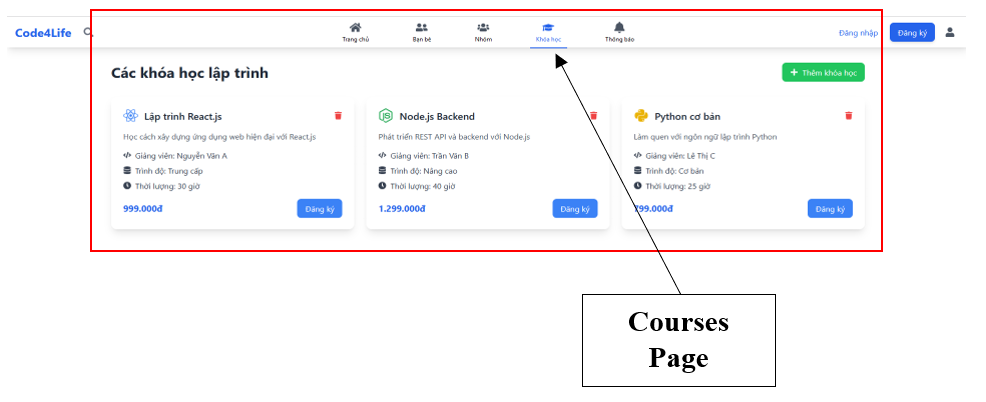 Code4Life
Trang chủ
Bạn bè
Nhóm
Khóa học
Thông báo
Đăng nhập
Đăng ký
Các khóa học lập trình
+ Thêm khóa học
Lập trình React.js
Học cách xây dựng ứng dụng web hiện đại với React.js
Giảng viên: Nguyễn Văn A
Trình độ: Trung cấp
Thời lượng: 30 giờ
999.000đ
Đăng ký
Node.js Backend
Phát triển REST API và backend với Node.js
Giảng viên: Trần Văn B
Trình độ: Nâng cao
Thời lượng: 40 giờ
1.299.000đ
Đăng ký
Python cơ bản
Làm quen với ngôn ngữ lập trình Python
Giảng viên: Lê Thị C
Trình độ: Cơ bản
Thời lượng: 25 giờ
799.000đ
Đăng ký
Courses
Page